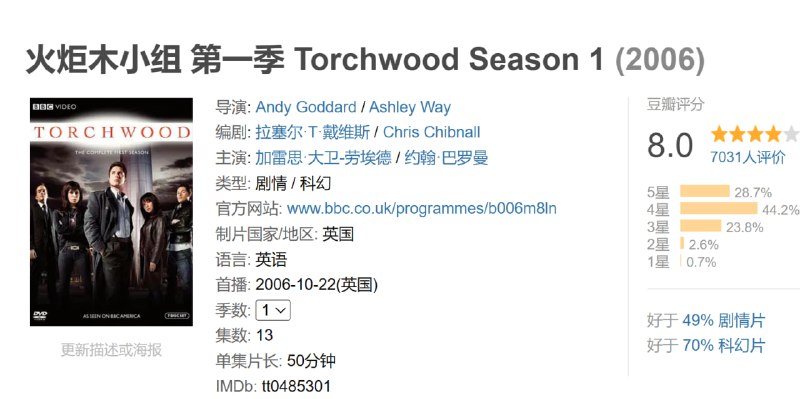 火炬木小组 第一季 Torchwood Season 1 (2006)
BBC VIDEO
TORCHWOOD
THE COMPLETE FIRST SEASON
DVD
AS SEEN ON BBC AMERICA
7 DISC SET
更新描述或海报
导演: Andy Goddard / Ashley Way
编剧: 拉塞尔·T·戴维斯 / Chris Chibnall
主演: 加雷思·大卫-劳埃德 / 约翰·巴罗曼
类型: 剧情 / 科幻
官方网站: www.bbc.co.uk/programmes/b006m8ln
制片国家/地区: 英国
语言: 英语
首播: 2006-10-22(英国)
季数: 1
集数: 13
单集片长: 50分钟
IMDb: tt0485301
豆瓣评分
8.0
7031人评价
5星 28.7%
4星 44.2%
3星 23.8%
2星 2.6%
1星 0.7%
好于 49% 剧情片
好于 70% 科幻片